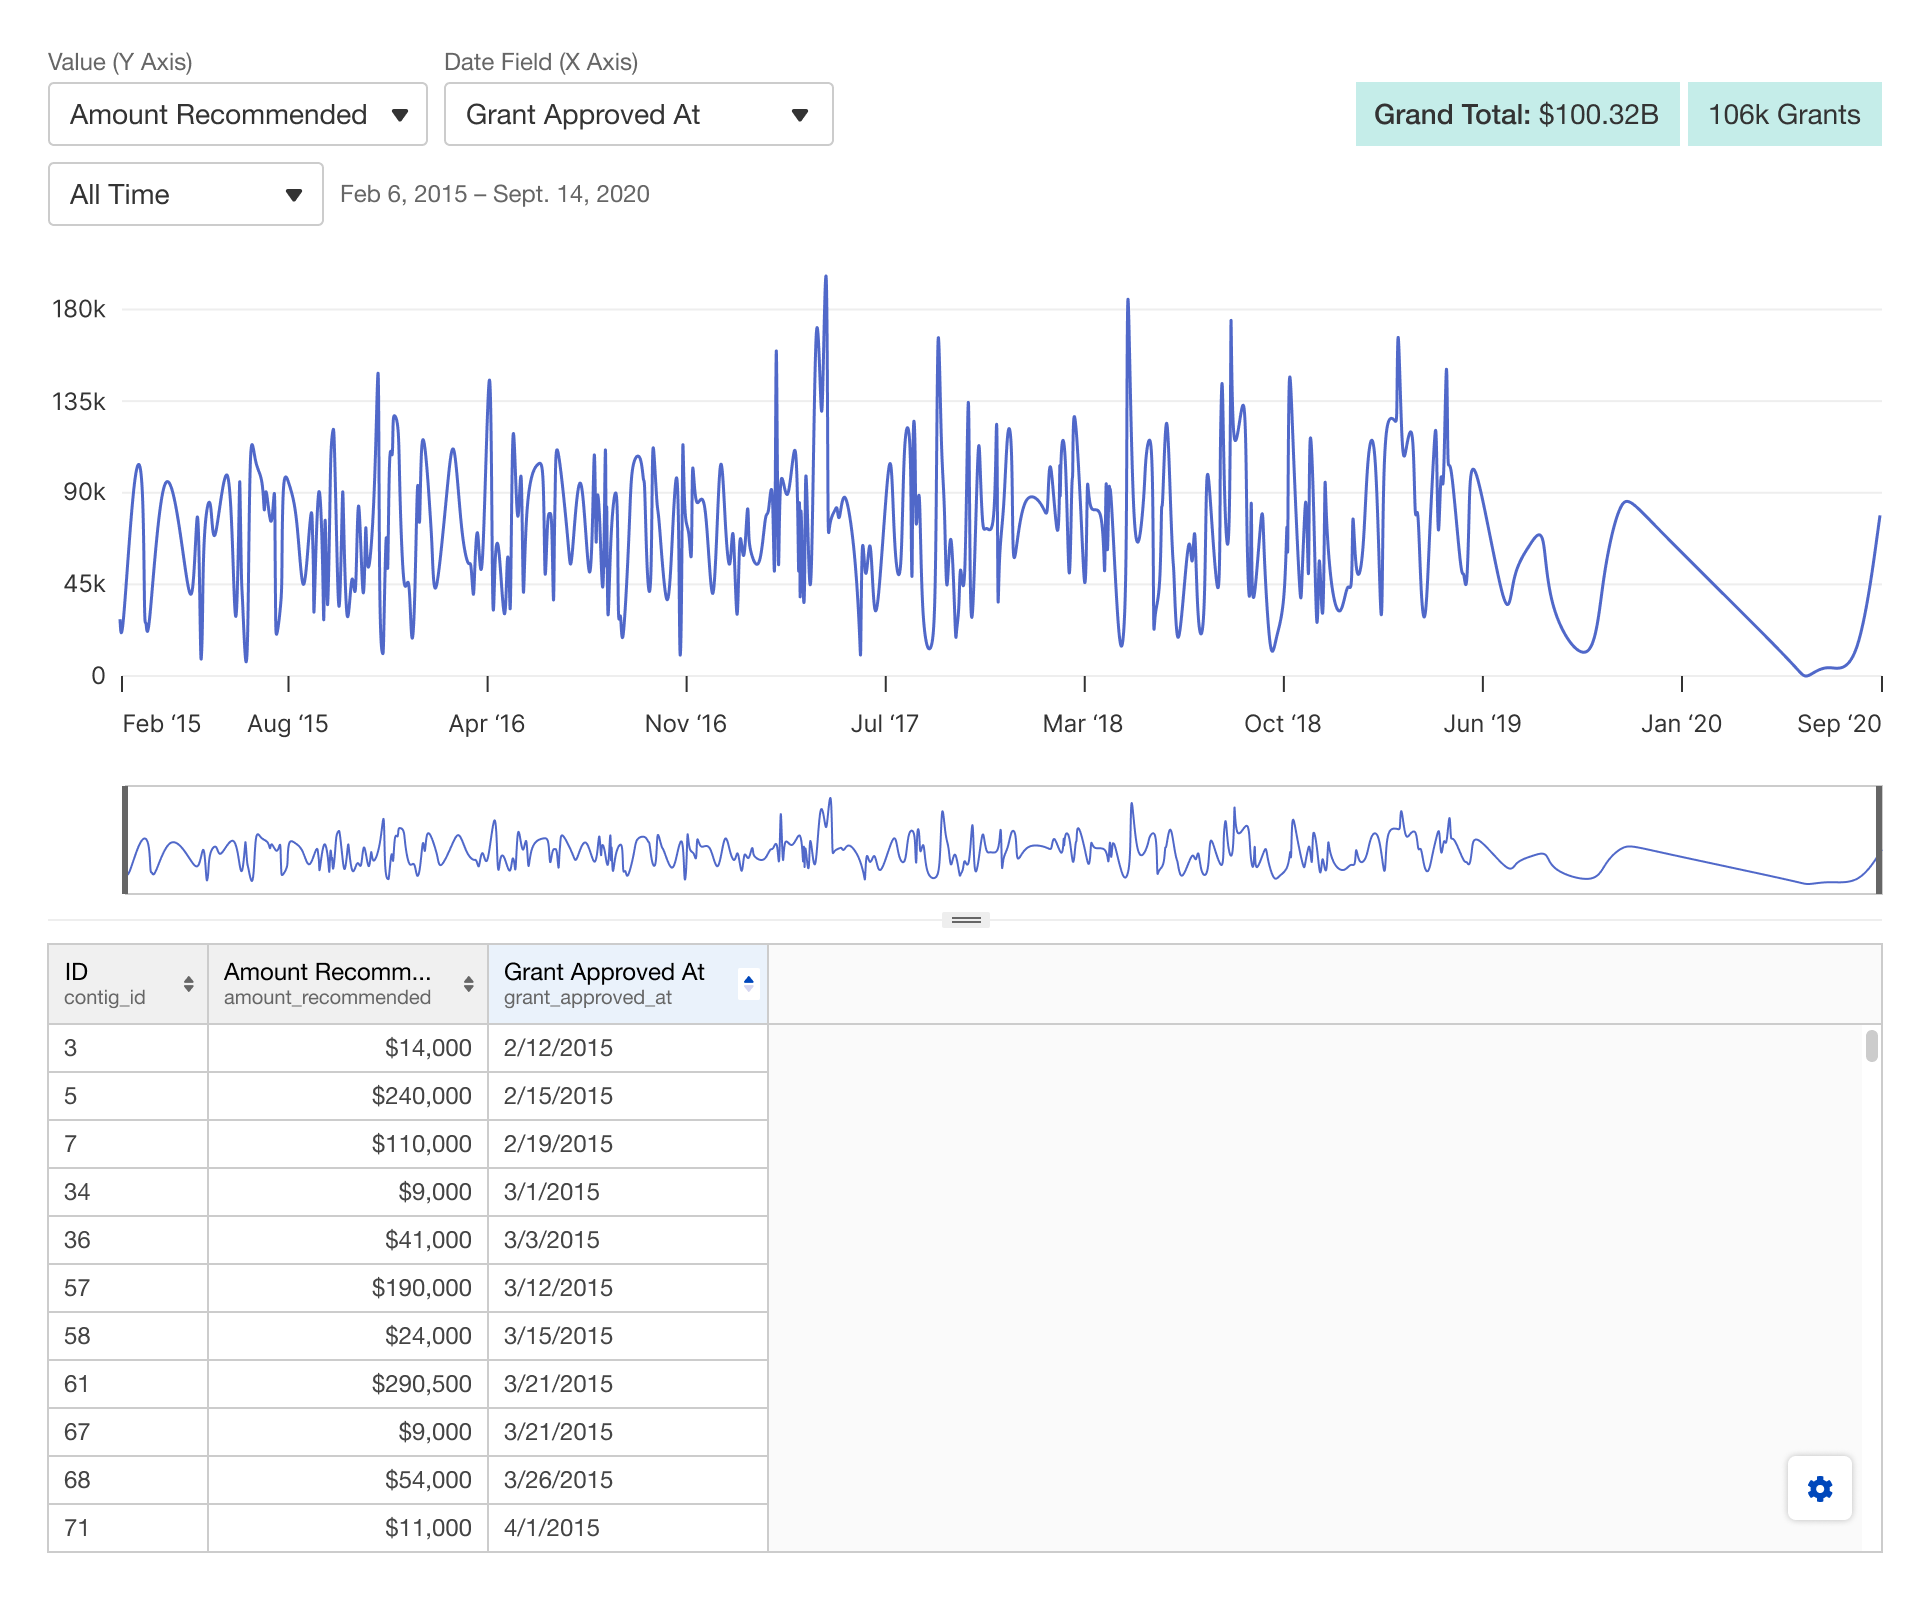 Value (Y Axis) Date Field (X Axis)
Amount Recommended Grant Approved At Grand Total: $100.32B 106k Grants
All Time Feb 6, 2015 – Sept. 14, 2020
180k
135k
90k
45k
0
Feb ‘15 Aug ‘15 Apr ‘16 Nov ‘16 Jul ‘17 Mar ‘18 Oct ‘18 Jun ‘19 Jan ‘20 Sep ‘20
ID Amount Recomm... Grant Approved At
contig_id amount_recommended grant_approved_at
3 $14,000 2/12/2015
5 $240,000 2/15/2015
7 $110,000 2/19/2015
34 $9,000 3/1/2015
36 $41,000 3/3/2015
57 $190,000 3/12/2015
58 $24,000 3/15/2015
61 $290,500 3/21/2015
67 $9,000 3/21/2015
68 $54,000 3/26/2015
71 $11,000 4/1/2015